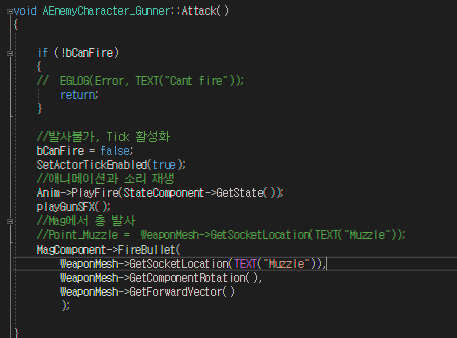 void AEnemyCharacter_Gunner::Attack()
{
if (!bCanFire)
{
// EGLOG(Error, TEXT("Cant fire"));
return;
}
//발사불가, Tick 활성화
bCanFire = false;
SetActorTickEnabled(true);
//애니메이션과 소리 재생
Anim->PlayFire(StateComponent->GetState());
playGunSFX();
//Mag에서 총 발사
//Point_Muzzle = WeaponMesh->GetSocketLocation(TEXT("Muzzle"));
MagComponent->FireBullet(
WeaponMesh->GetSocketLocation(TEXT("Muzzle")),
WeaponMesh->GetComponentRotation(),
WeaponMesh->GetForwardVector()
);
}